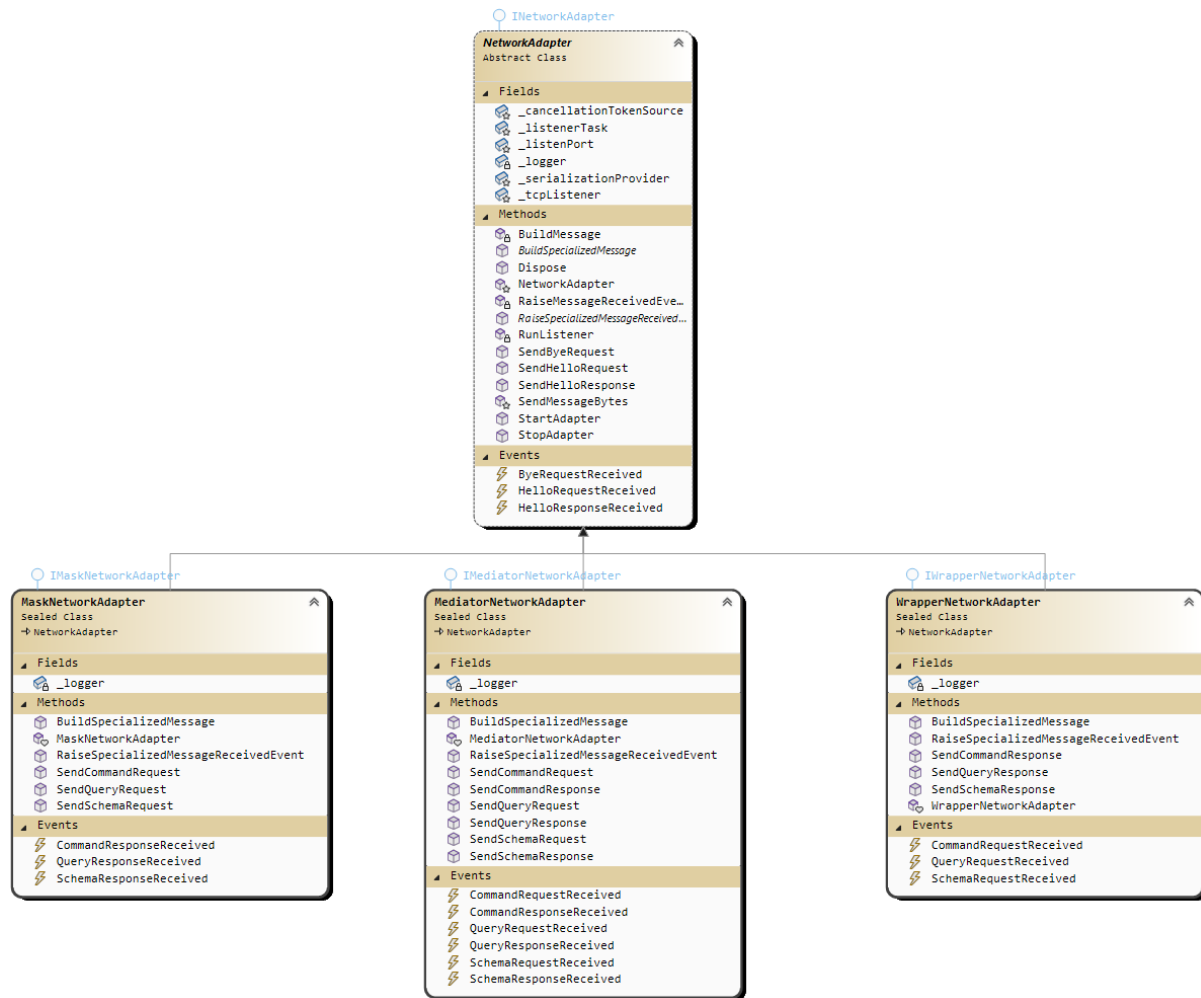 INetworkAdapter
NetworkAdapter
Abstract Class
Fields
_cancellationTokenSource
_listenerTask
_listenPort
_logger
_serializationProvider
_tcpListener
Methods
BuildMessage
BuildSpecializedMessage
Dispose
NetworkAdapter
RaiseMessageReceivedEve...
RaiseSpecializedMessageReceived...
RunListener
SendByeRequest
SendHelloRequest
SendHelloResponse
SendMessageBytes
StartAdapter
StopAdapter
Events
ByeRequestReceived
HelloRequestReceived
HelloResponseReceived
IMaskNetworkAdapter
MaskNetworkAdapter
Sealed Class
NetworkAdapter
Fields
_logger
Methods
BuildSpecializedMessage
MaskNetworkAdapter
RaiseSpecializedMessageReceivedEvent
SendCommandRequest
SendQueryRequest
SendSchemaRequest
Events
CommandResponseReceived
QueryResponseReceived
SchemaResponseReceived
IMediatorNetworkAdapter
MediatorNetworkAdapter
Sealed Class
NetworkAdapter
Fields
_logger
Methods
BuildSpecializedMessage
MediatorNetworkAdapter
RaiseSpecializedMessageReceivedEvent
SendCommandRequest
SendCommandResponse
SendQueryRequest
SendQueryResponse
SendSchemaRequest
SendSchemaResponse
Events
CommandRequestReceived
CommandResponseReceived
QueryRequestReceived
QueryResponseReceived
SchemaRequestReceived
SchemaResponseReceived
IWrapperNetworkAdapter
WrapperNetworkAdapter
Sealed Class
NetworkAdapter
Fields
_logger
Methods
BuildSpecializedMessage
RaiseSpecializedMessageReceivedEvent
SendCommandResponse
SendQueryResponse
SendSchemaResponse
WrapperNetworkAdapter
Events
CommandRequestReceived
QueryRequestReceived
SchemaRequestReceived